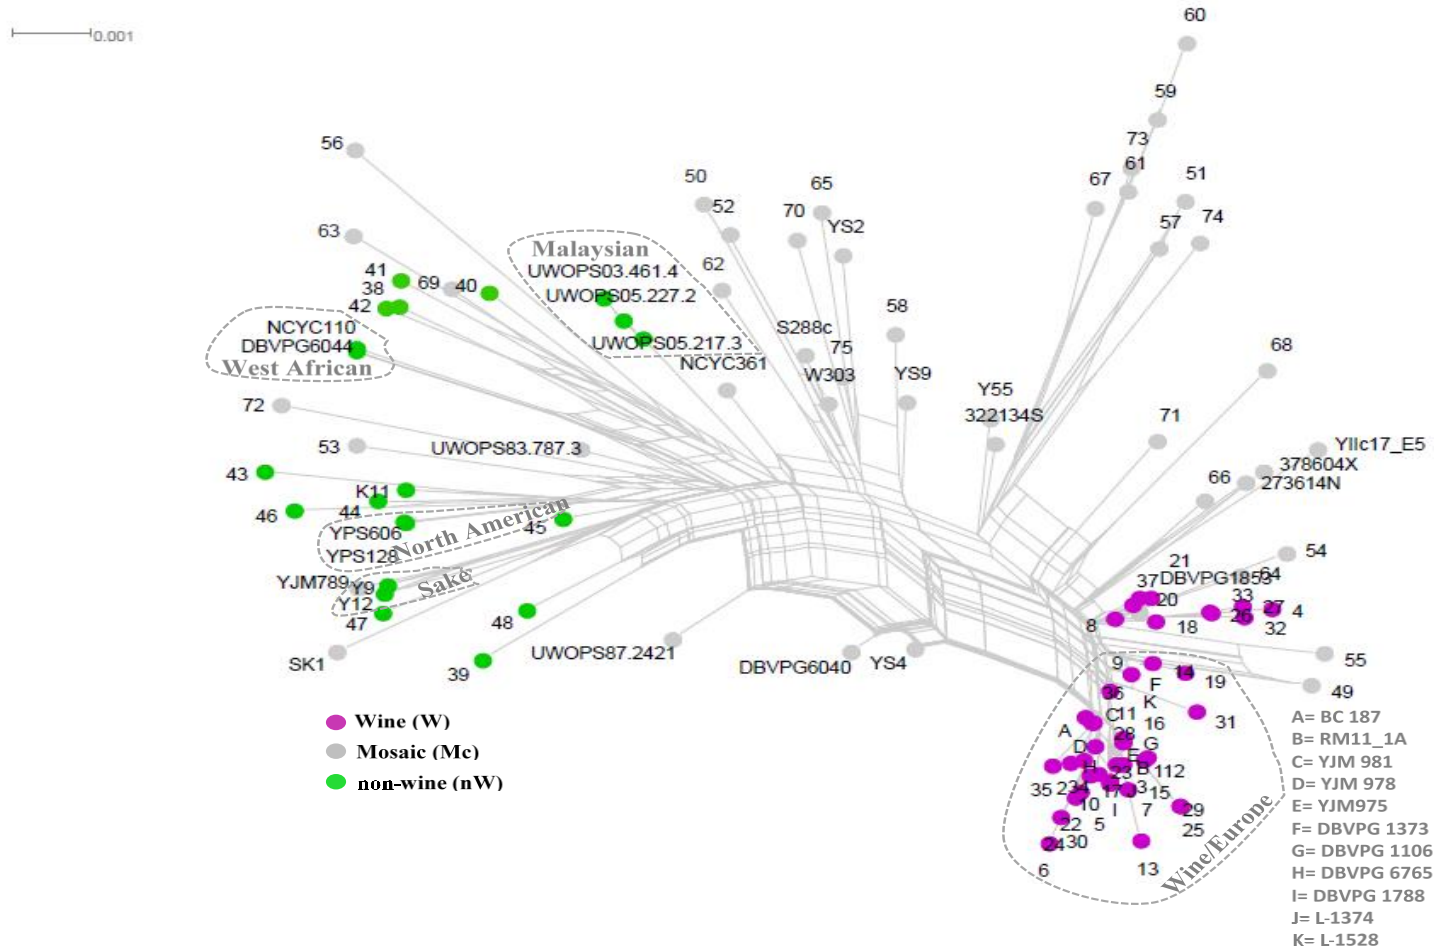 60
0.001
59
73
56
61
50
65
67
51
52
70
74
57
63
YS2
Malaysian
41
UWOPS03.461.4
62
38
69
40
UWOPS05.227.2
42
58
NCYC110
S288c
DBVPG6044
UWOPS05.217.3
75
68
West African
NCYC361
W303
YS9
Y55
72
322134S
71
53
UWOPS83.787.3
YIIc17_E5
43
378604X
K11
66
273614N
46
44
North American
45
YPS606
YPS128
21
54
YJM789
Y9
Sake
37
DBVPG1853
64
Y12
20
33
27
4
47
48
8
18
26
32
SK1
39
UWOPS87.2421
DBVPG6040
YS4
9
14
19
55
F
36
K
49
Wine (W)
C
11
16
31
A= BC 187
A
28
B= RM11_1A
Mosaic (Mc)
D
G
E
C= YJM 981
H
23
B
112
D= YJM 978
non-wine (nW)
35
234
17
J
3
15
E= YJM975
10
I
7
29
F= DBVPG 1373
22
5
25
G= DBVPG 1106
24
30
Wine/Europe
6
13
H= DBVPG 6765
I= DBVPG 1788
J= L-1374
K= L-1528